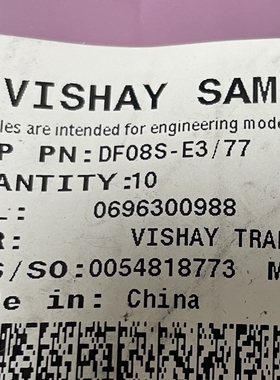 VISHAY SAM
les are intended for engineering mode
P PN:DF08S-E3/77
ANTITY:10
L: 0696300988
R: VISHAY TRA
S/SO:0054818773 M
e in: China